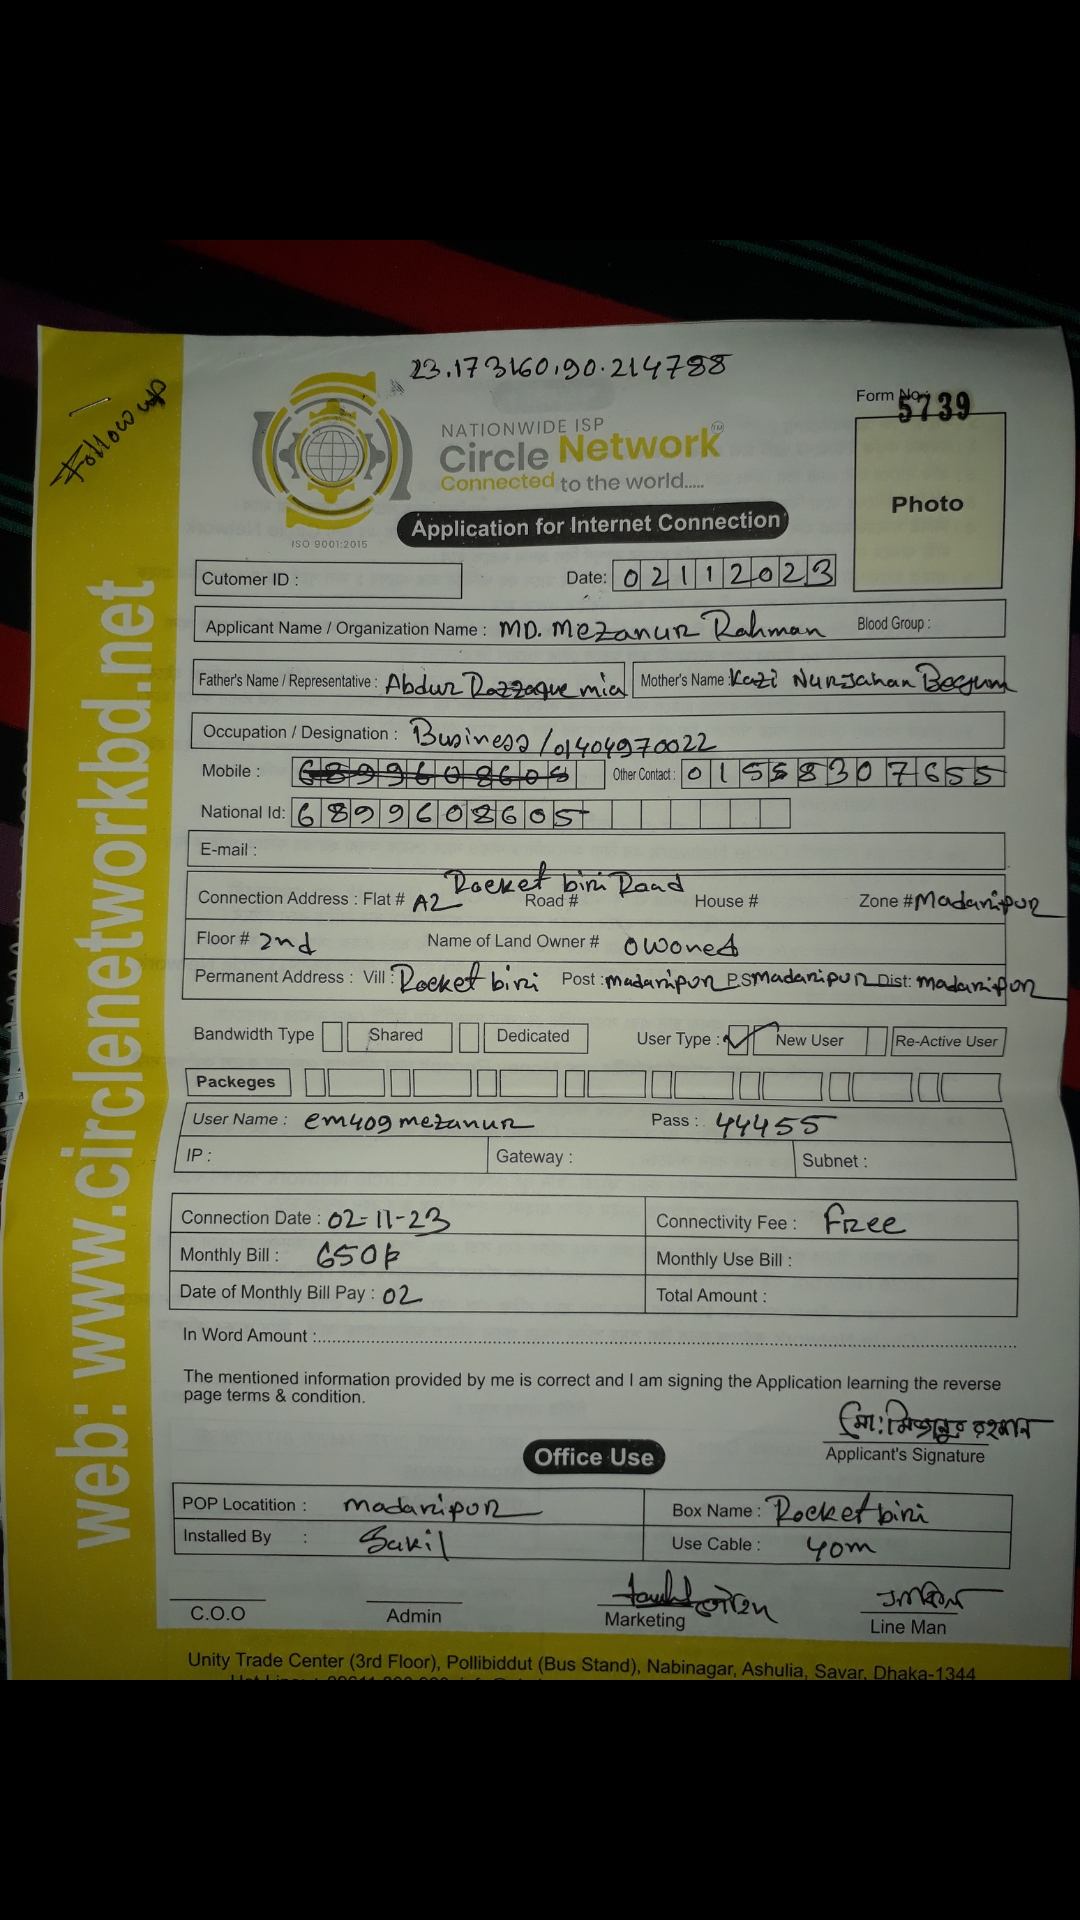 23.173160,90.214788
Follow up
Form No.: 5739
NATIONWIDE ISP
Circle Network TM
Connected to the world.....
ISO 9001:2015
Photo
Application for Internet Connection
Cutomer ID :
Date: 02112023
Applicant Name / Organization Name : MD. Mezanur Rahman Blood Group :
Father's Name / Representative : Abdur Razzaque mia Mother's Name : Kazi Nurjahan Begum
Occupation / Designation : Business /01404970022
Mobile : 6899608605 Other Contact : 01558307655
National Id: 6899608605
E-mail :
Rocket biri Road
Connection Address : Flat # A2 Road # House # Zone # Madaripur
Floor # 2nd Name of Land Owner # owoned
Permanent Address : Vill : Rocket biri Post : madaripur P.S madaripur Dist: madaripur
Bandwidth Type Shared Dedicated User Type : ✓ New User Re-Active User
Packeges
User Name : em409mezanur Pass : 44455
IP : Gateway : Subnet :
Connection Date : 02-11-23 Connectivity Fee : Free
Monthly Bill : 650৳ Monthly Use Bill :
Date of Monthly Bill Pay : 02 Total Amount :
In Word Amount :
The mentioned information provided by me is correct and I am signing the Application learning the reverse
page terms & condition.
মো: মিজানুর রহমান
Applicant's Signature
Office Use
POP Locatition : madaripur Box Name : Rocket biri
Installed By : Sakil Use Cable : 40m
C.O.O Admin Marketing Line Man
Unity Trade Center (3rd Floor), Pollibiddut (Bus Stand), Nabinagar, Ashulia, Savar, Dhaka-1344
web: www.circlenetworkbd.net